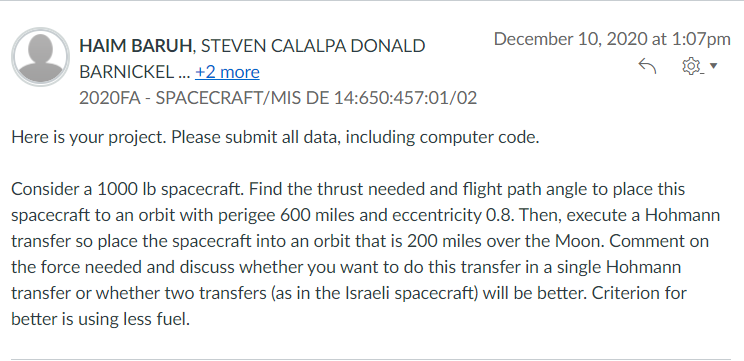 HAIM BARUH, STEVEN CALALPA DONALD
BARNICKEL ... +2 more
December 10, 2020 at 1:07pm
2020FA - SPACECRAFT/MIS DE 14:650:457:01/02
Here is your project. Please submit all data, including computer code.
Consider a 1000 lb spacecraft. Find the thrust needed and flight path angle to place this
spacecraft to an orbit with perigee 600 miles and eccentricity 0.8. Then, execute a Hohmann
transfer so place the spacecraft into an orbit that is 200 miles over the Moon. Comment on
the force needed and discuss whether you want to do this transfer in a single Hohmann
transfer or whether two transfers (as in the Israeli spacecraft) will be better. Criterion for
better is using less fuel.